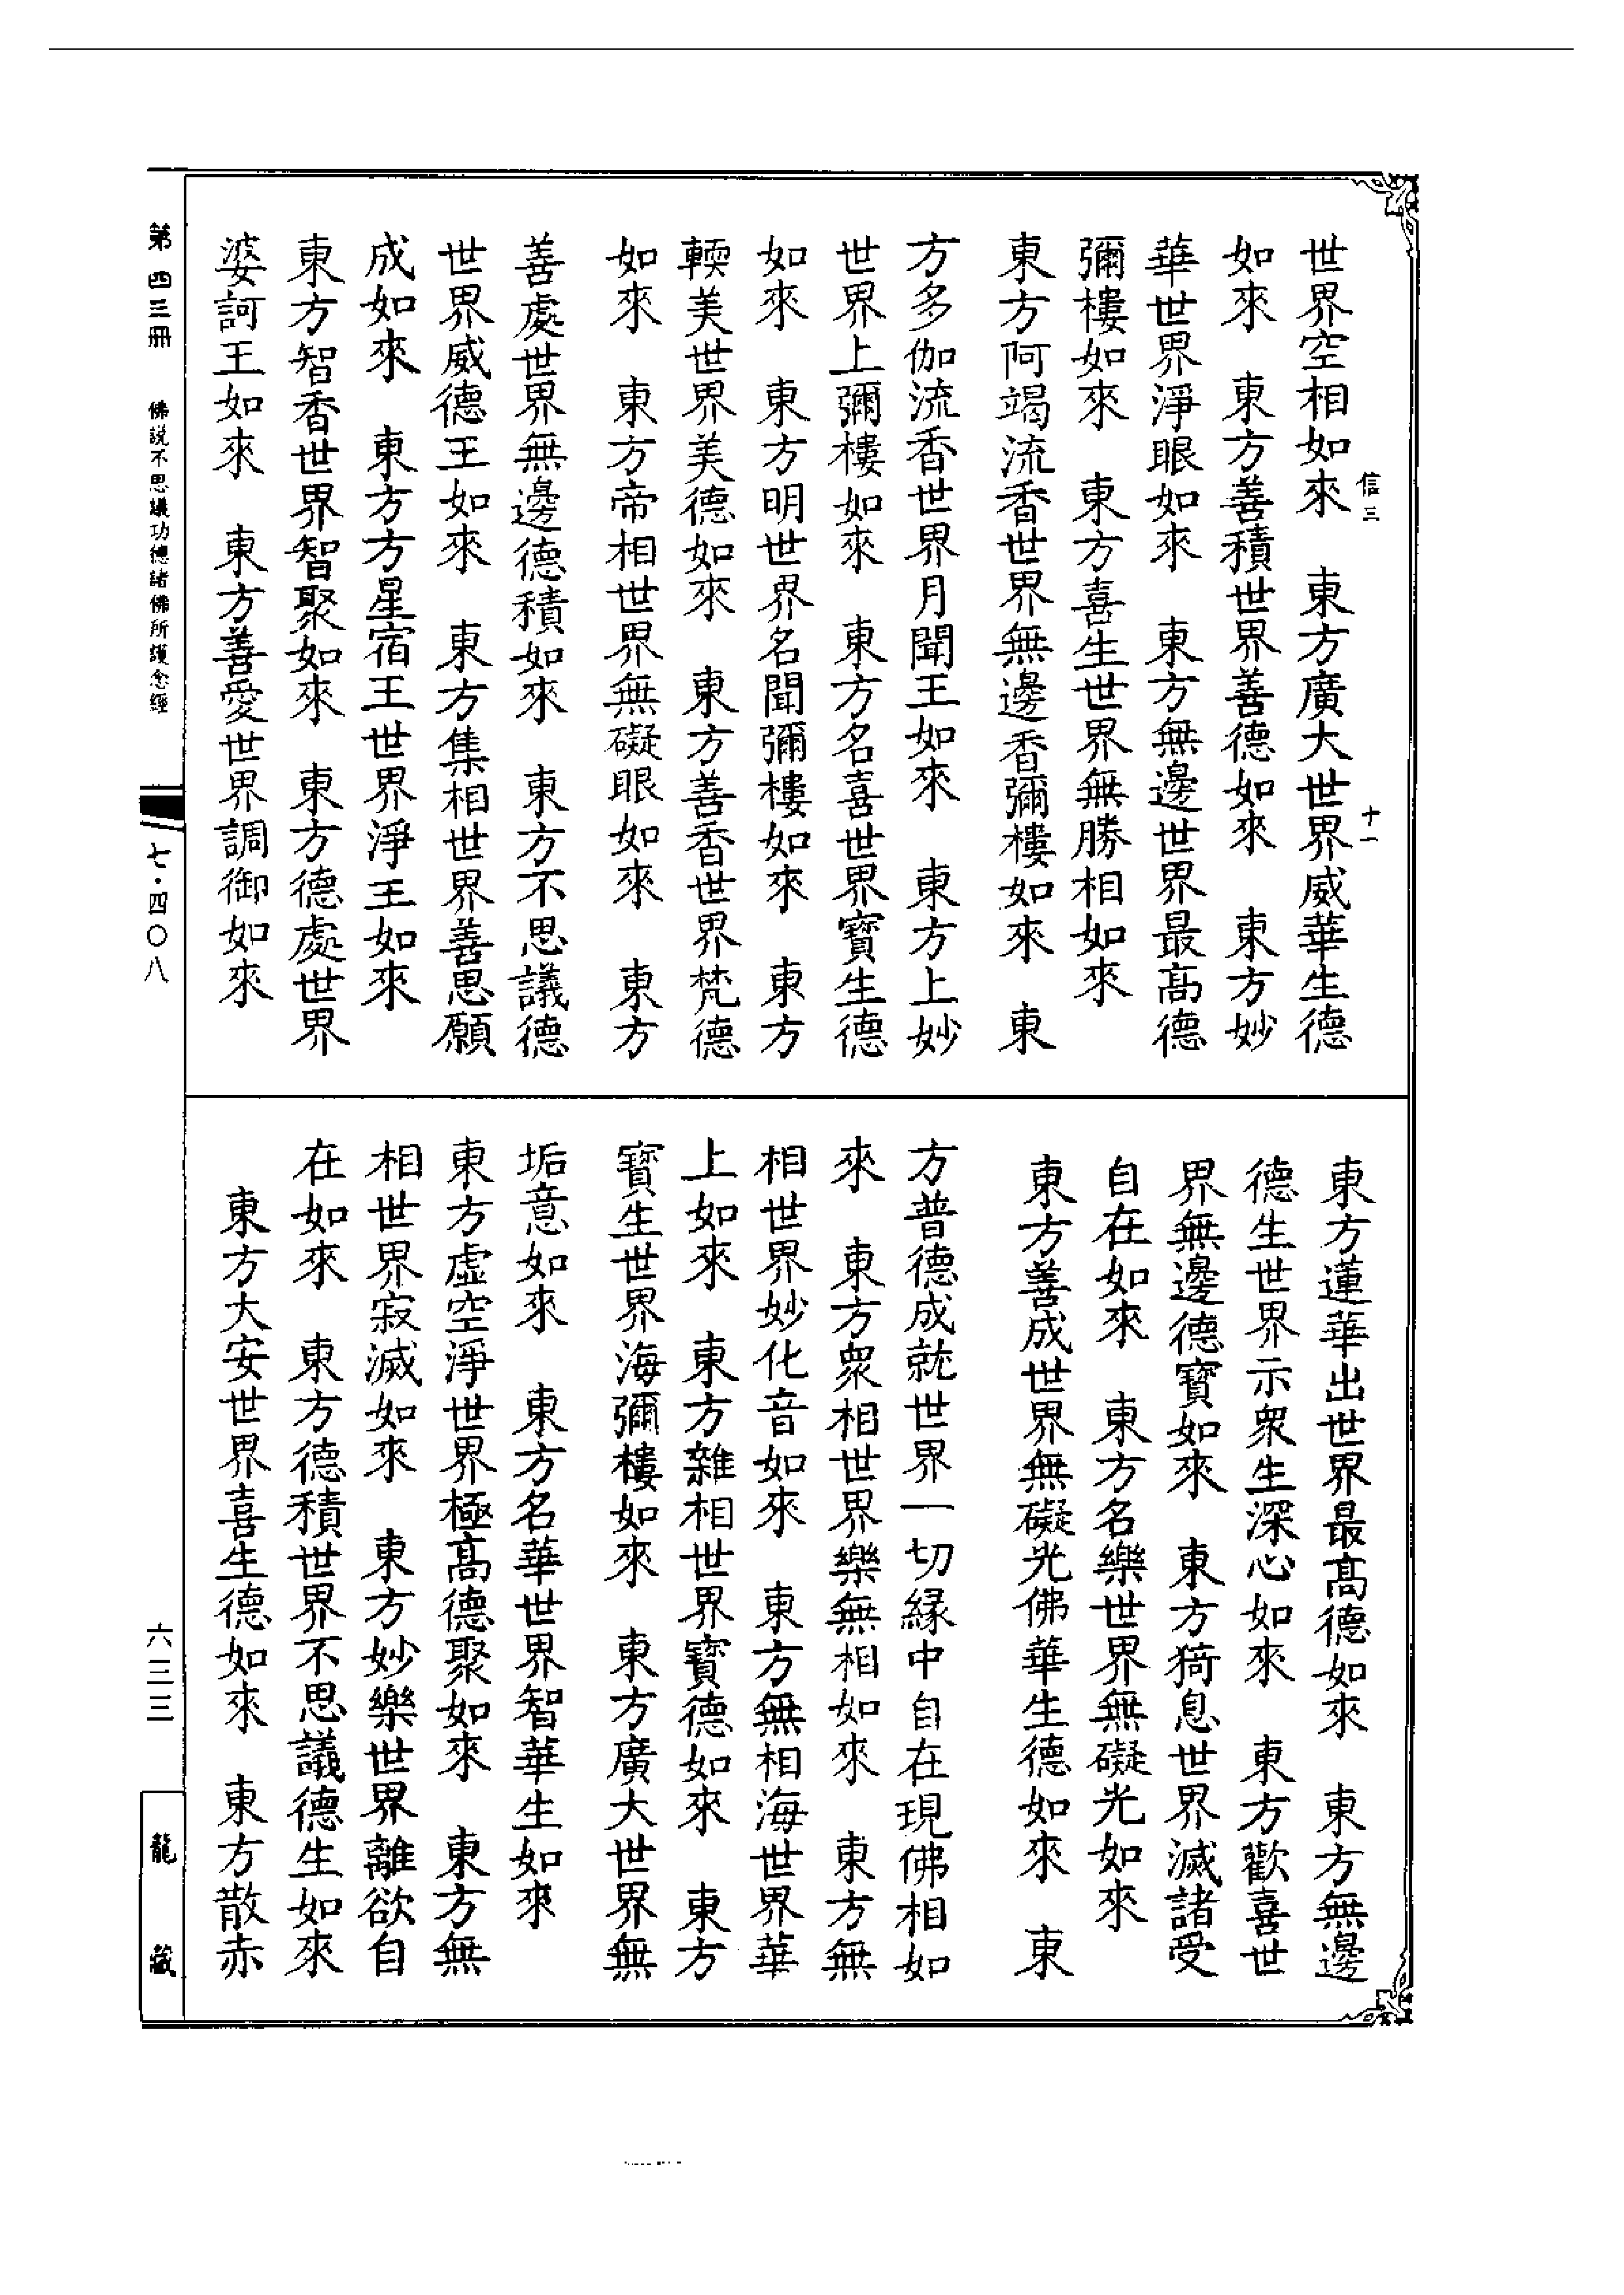 信三
十一
世界空相如來　東方廣大世界威華生德
如來　東方善積世界善德如來　東方妙
華世界淨眼如來　東方無邊世界最高德
彌樓如來　東方喜生世界無勝相如來
東方阿竭流香世界無邊香彌樓如來　東
方多伽流香世界月聞王如來　東方上妙
世界上彌樓如來　東方名喜世界寶生德
如來　東方明世界名聞彌樓如來　東方
輭美世界美德如來　東方善香世界梵德
如來　東方帝相世界無礙眼如來　東方
善處世界無邊德積如來　東方不思議德
世界威德王如來　東方集相世界善思願
成如來　東方方星宿王世界淨王如來
東方智香世界智聚如來　東方德處世界
婆訶王如來　東方善愛世界調御如來
東方蓮華出世界最髙德如來　東方無邊
德生世界示衆生深心如來　東方歡喜世
界無邊德寶如來　東方猗息世界滅諸受
自在如來　東方名樂世界無礙光如來
東方善成世界無礙光佛華生德如來　東
方普德成就世界一切縁中自在現佛相如
來　東方衆相世界樂無相如來　東方無
相世界妙化音如來　東方無相海世界華
上如來　東方雜相世界寶德如來　東方
寶生世界海彌樓如來　東方廣大世界無
垢意如來　東方名華世界智華生如來
東方虛空淨世界極髙德聚如來　東方無
相世界寂滅如來　東方妙樂世界離欲自
在如來　東方德積世界不思議德生如來
東方大安世界喜生德如來　東方散赤
第四三冊　佛說不思議功德諸佛所護念經
七·四〇八
六三三
龍藏